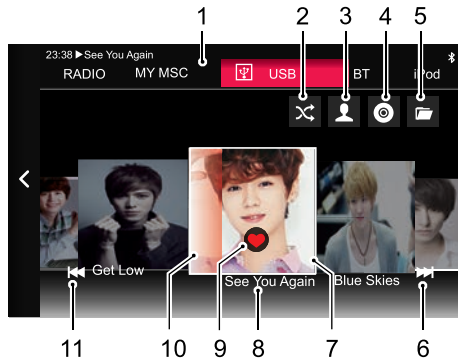 1 2 3 4 5
23:38 ▶See You Again
RADIO MY MSC USB BT iPod
Get Low
See You Again
Blue Skies
11 10 9 8 7 6